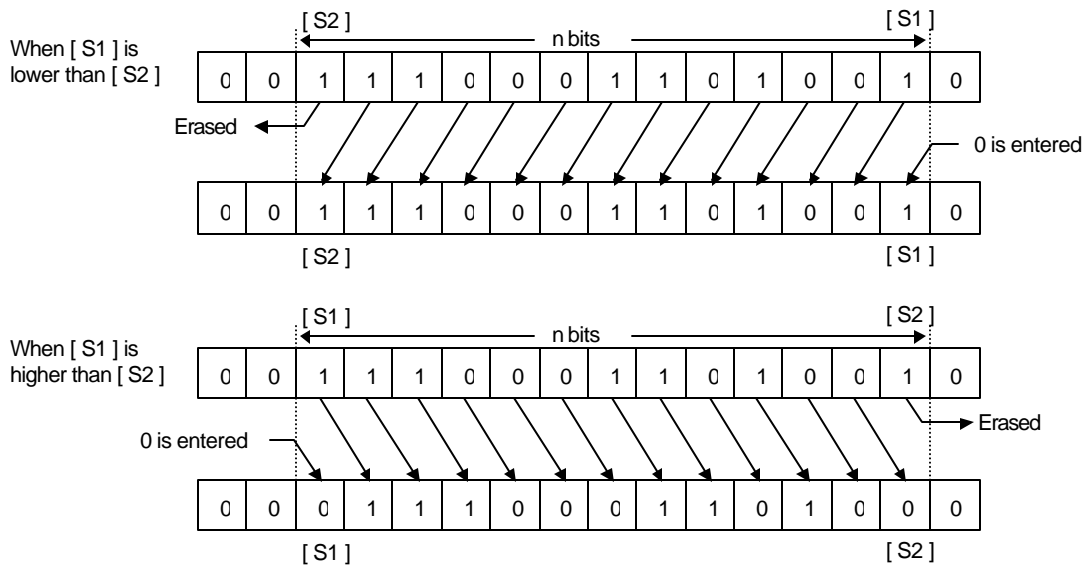 [ S2 ] [ S1 ]
n bits
When [ S1 ] is
lower than [ S2 ]
0 0 1 1 1 0 0 0 1 1 0 1 0 0 1 0
Erased
0 is entered
0 0 1 1 1 0 0 0 1 1 0 1 0 0 1 0
[ S2 ] [ S1 ]
[ S1 ] [ S2 ]
n bits
When [ S1 ] is
higher than [ S2 ]
0 0 1 1 1 0 0 0 1 1 0 1 0 0 1 0
Erased
0 is entered
0 0 0 1 1 1 0 0 0 1 1 0 1 0 0 0
[ S1 ] [ S2 ]